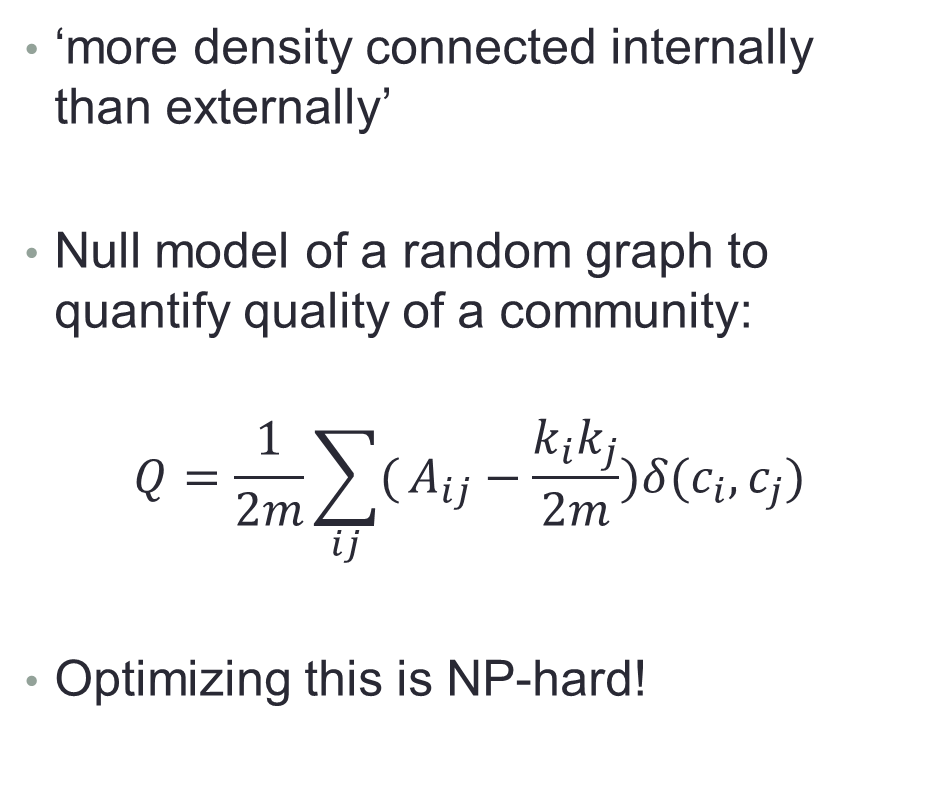 • ‘more density connected internally
than externally’
• Null model of a random graph to
quantify quality of a community:
Q = \frac{1}{2m} \sum_{ij} ( A_{ij} − \frac{k_i k_j}{2m} ) δ(c_i, c_j)
• Optimizing this is NP-hard!